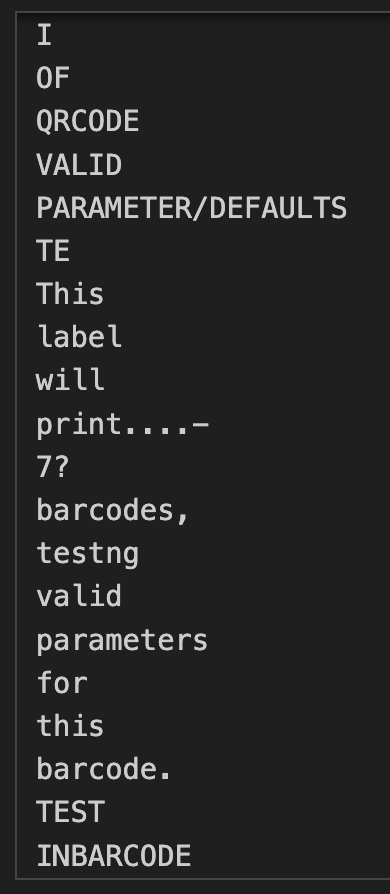 I
OF
QRCODE
VALID
PARAMETER/DEFAULTS
TE
This
label
will
print....–
7?
barcodes,
testng
valid
parameters
for
this
barcode.
TEST
INBARCODE